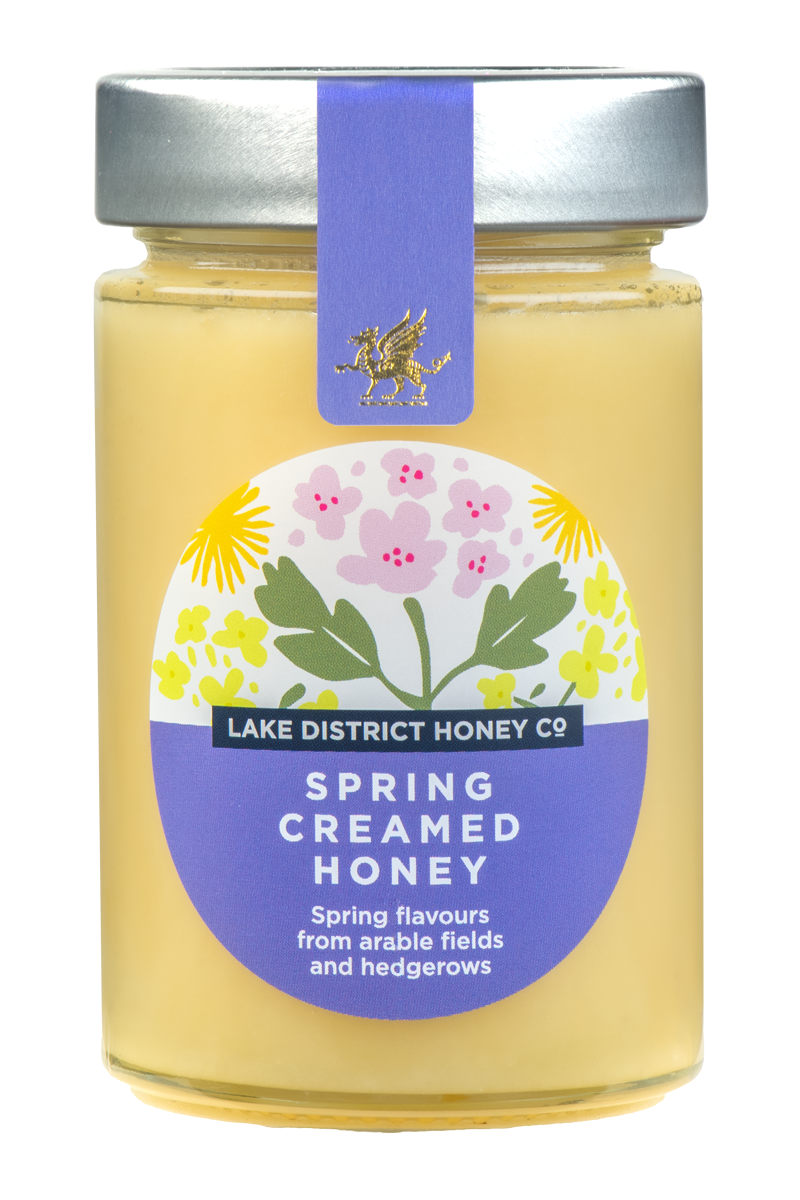 LAKE DISTRICT HONEY Cº
SPRING
CREAMED
HONEY
Spring flavours
from arable fields
and hedgerows